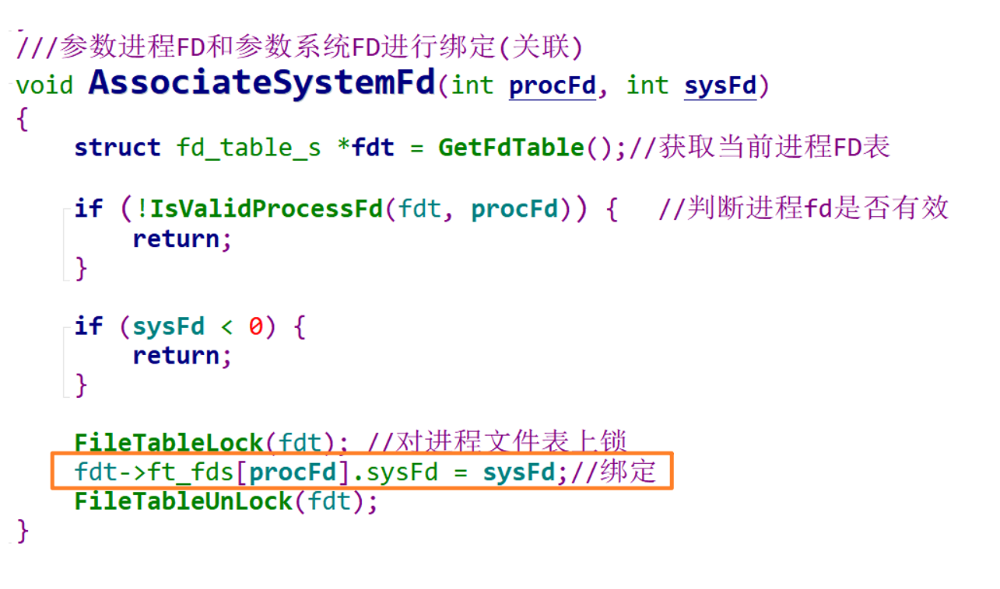 ///参数进程FD和参数系统FD进行绑定(关联)
void AssociateSystemFd(int procFd, int sysFd)
{
    struct fd_table_s *fdt = GetFdTable();//获取当前进程FD表
    if (!IsValidProcessFd(fdt, procFd)) {   //判断进程fd是否有效
        return;
    }
    if (sysFd < 0) {
        return;
    }
    FileTableLock(fdt); //对进程文件表上锁
    fdt->ft_fds[procFd].sysFd = sysFd;//绑定
    FileTableUnLock(fdt);
}